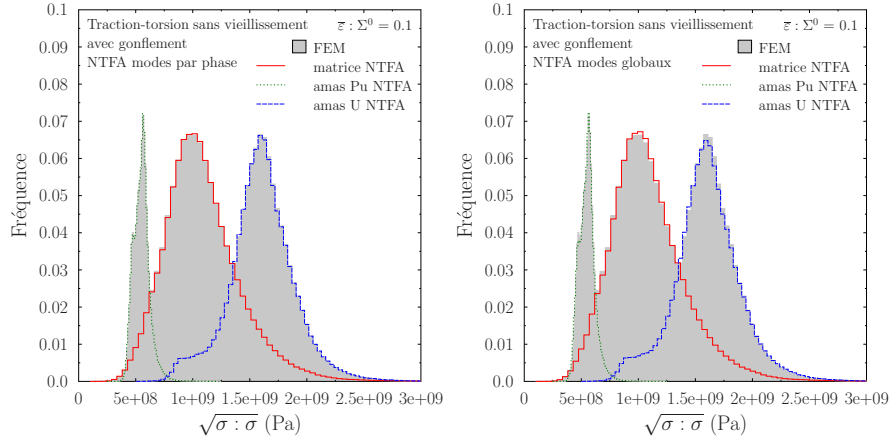 Traction-torsion sans vieillissement
avec gonflement
NTFA modes par phase
ε̅ : Σ⁰ = 0.1
FEM
matrice NTFA
amas Pu NTFA
amas U NTFA
Fréquence
0.1
0.09
0.08
0.07
0.06
0.05
0.04
0.03
0.02
0.01
0.0
0
5e−08
1e+09
1.5e+09
2e+09
2.5e+09
3e+09
√σ : σ (Pa)
Traction-torsion sans vieillissement
avec gonflement
NTFA modes globaux
ε̅ : Σ⁰ = 0.1
FEM
matrice NTFA
amas Pu NTFA
amas U NTFA
Fréquence
0.1
0.09
0.08
0.07
0.06
0.05
0.04
0.03
0.02
0.01
0.0
0
5e+08
1e+09
1.5e+09
2e+09
2.5e+09
3e+09
√σ : σ (Pa)